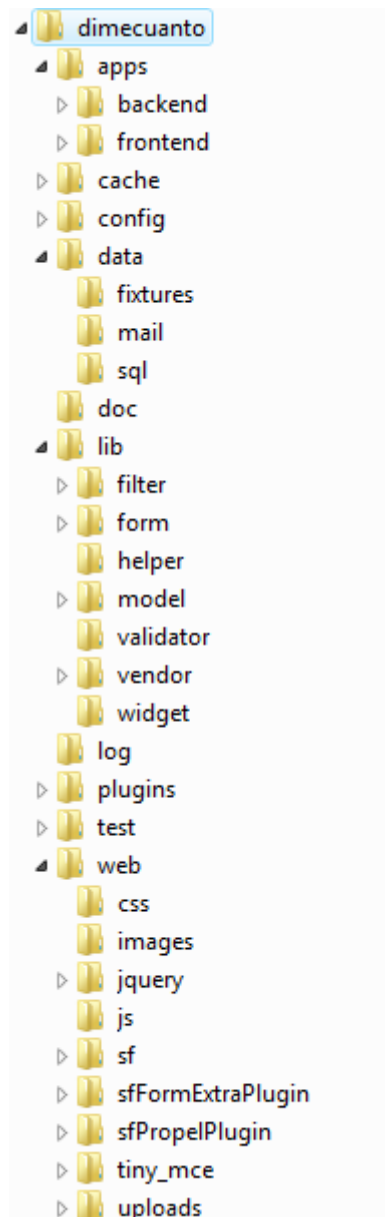 dimecuanto
apps
backend
frontend
cache
config
data
fixtures
mail
sql
doc
lib
filter
form
helper
model
validator
vendor
widget
log
plugins
test
web
css
images
jquery
js
sf
sfFormExtraPlugin
sfPropelPlugin
tiny_mce
uploads